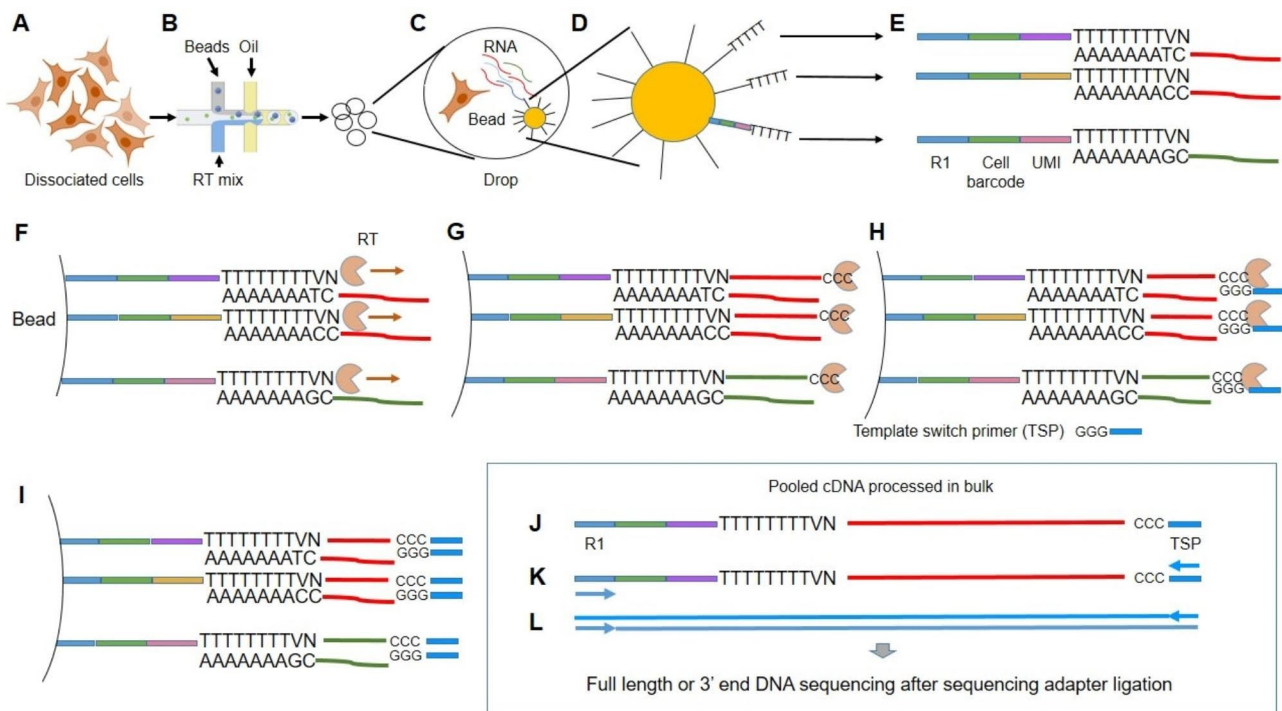 A
B
C
D
E
Beads Oil
RNA
Bead
Dissociated cells
RT mix
Drop
TTTTTTTTVN
AAAAAAATC
TTTTTTTTVN
AAAAAAACC
TTTTTTTTVN
AAAAAAAGC
R1
Cell
barcode
UMI
F
RT
Bead
TTTTTTTTVN
AAAAAAATC
TTTTTTTTVN
AAAAAAACC
TTTTTTTTVN
AAAAAAAGC
G
TTTTTTTTVN
CCC
AAAAAAATC
TTTTTTTTVN
CCC
AAAAAAACC
TTTTTTTTVN
CCC
AAAAAAAGC
H
TTTTTTTTVN
CCC
AAAAAAATC
GGG
TTTTTTTTVN
CCC
AAAAAAACC
GGG
TTTTTTTTVN
CCC
AAAAAAAGC
GGG
Template switch primer (TSP) GGG
I
TTTTTTTTVN
CCC
AAAAAAATC
GGG
TTTTTTTTVN
CCC
AAAAAAACC
GGG
TTTTTTTTVN
CCC
AAAAAAAGC
GGG
Pooled cDNA processed in bulk
J
TTTTTTTTVN
CCC
R1
TSP
K
TTTTTTTTVN
CCC
L
Full length or 3' end DNA sequencing after sequencing adapter ligation